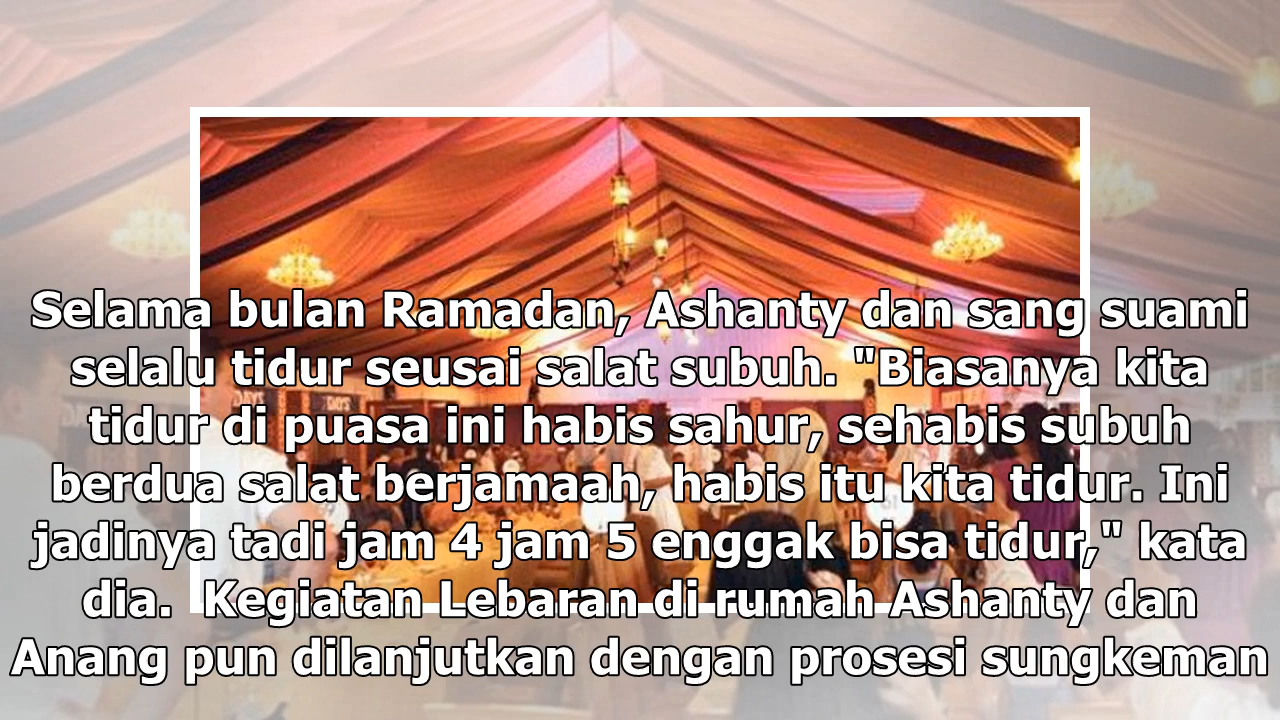 Selama bulan Ramadan, Ashanty dan sang suami
selalu tidur seusai salat subuh. "Biasanya kita
tidur di puasa ini habis sahur, sehabis subuh
berdua salat berjamaah, habis itu kita tidur. Ini
jadinya tadi jam 4 jam 5 enggak bisa tidur," kata
dia.  Kegiatan Lebaran di rumah Ashanty dan
Anang pun dilanjutkan dengan prosesi sungkeman